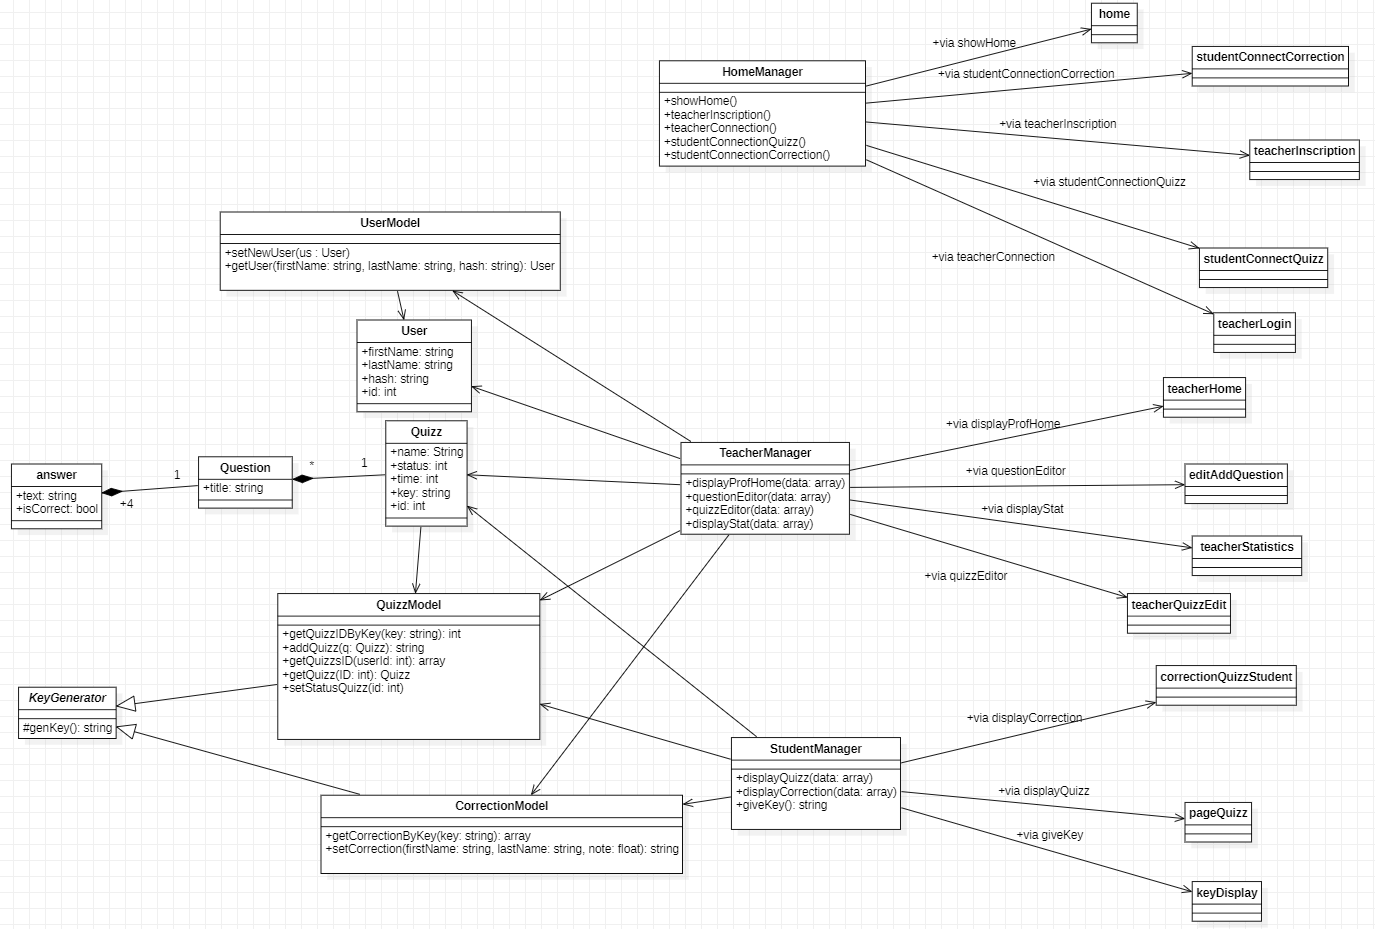 home
+via showHome
studentConnectCorrection
HomeManager
+via studentConnectionCorrection
+showHome()
+teacherInscription()
+teacherConnection()
+studentConnectionQuizz()
+studentConnectionCorrection()
+via teacherInscription
teacherInscription
+via studentConnectionQuizz
UserModel
+setNewUser(us : User)
+getUser(firstName: string, lastName: string, hash: string): User
+via teacherConnection
studentConnectQuizz
teacherLogin
User
+firstName: string
+lastName: string
+hash: string
+id: int
teacherHome
+via displayProfHome
Quizz
+name: String
+status: int
+time: int
+key: string
+id: int
TeacherManager
+displayProfHome(data: array)
+questionEditor(data: array)
+quizzEditor(data: array)
+displayStat(data: array)
answer
+text: string
+isCorrect: bool
1
+4
Question
+title: string
*
1
+via questionEditor
editAddQuestion
+via displayStat
teacherStatistics
+via quizzEditor
teacherQuizzEdit
QuizzModel
+getQuizzIDByKey(key: string): int
+addQuizz(q: Quizz): string
+getQuizzsID(userId: int): array
+getQuizz(ID: int): Quizz
+setStatusQuizz(id: int)
KeyGenerator
#genKey(): string
correctionQuizzStudent
+via displayCorrection
StudentManager
+displayQuizz(data: array)
+displayCorrection(data: array)
+giveKey(): string
+via displayQuizz
pageQuizz
+via giveKey
keyDisplay
CorrectionModel
+getCorrectionByKey(key: string): array
+setCorrection(firstName: string, lastName: string, note: float): string